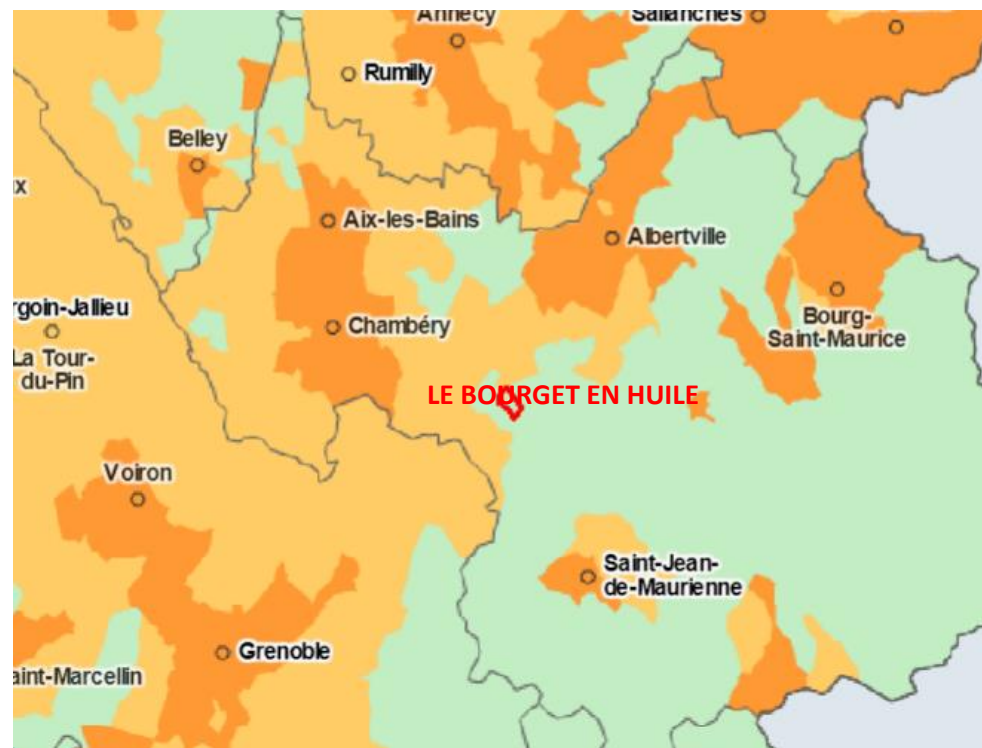 Annecy
Sallanches
Rumilly
Belley
x
Aix-les-Bains
Albertville
rgoin-Jallieu
Chambéry
Bourg-
Saint-Maurice
La Tour-
du-Pin
LE BOURGET EN HUILE
Voiron
Saint-Jean-
de-Maurienne
Grenoble
aint-Marcellin